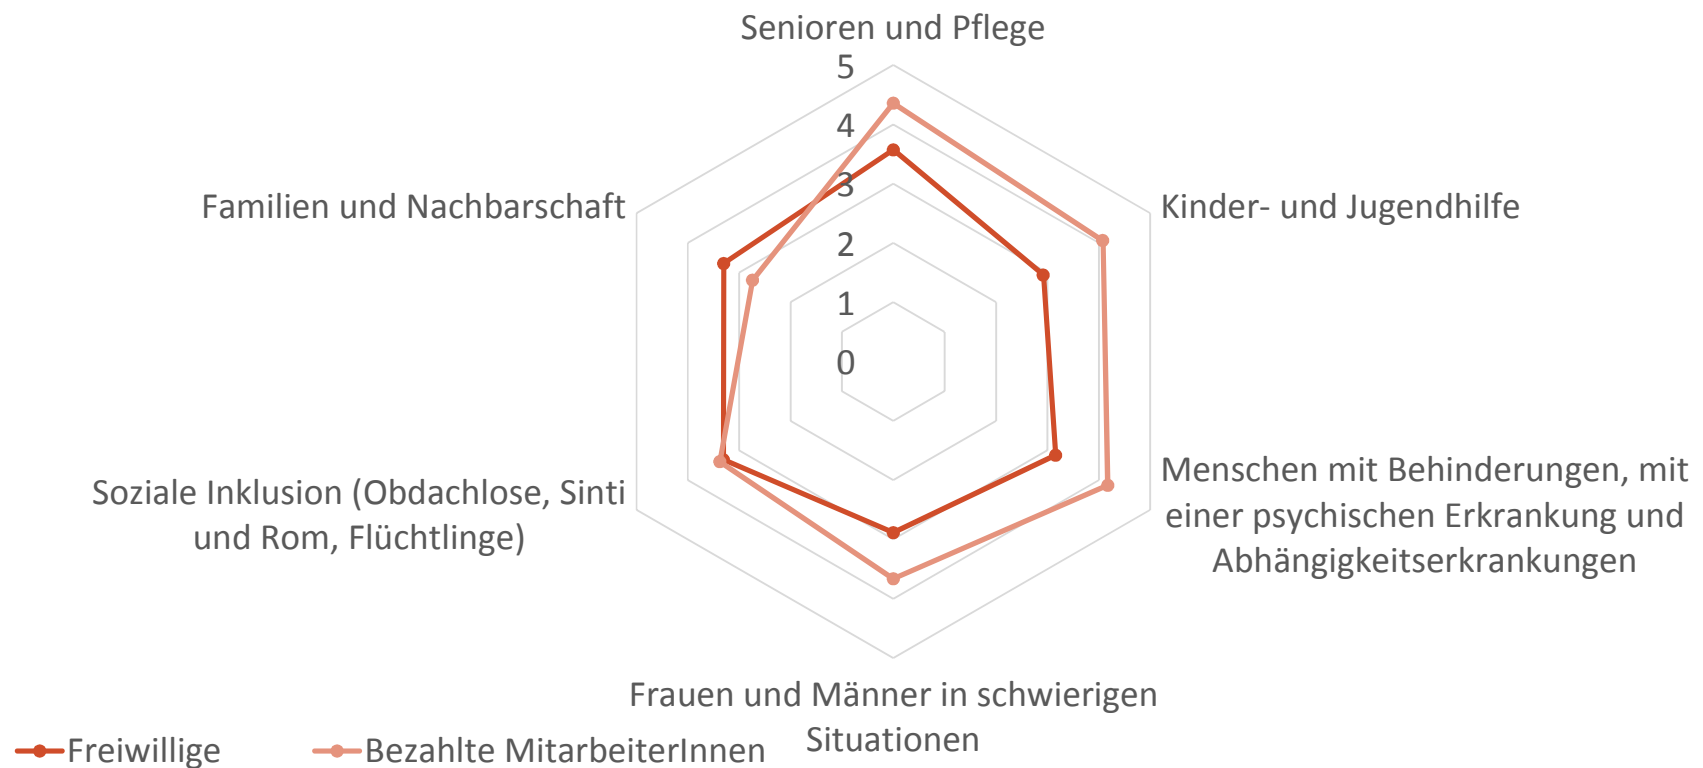 Senioren und Pflege
5
4
3
2
1
0
Familien und Nachbarschaft
Kinder- und Jugendhilfe
Soziale Inklusion (Obdachlose, Sinti
und Rom, Flüchtlinge)
Menschen mit Behinderungen, mit
einer psychischen Erkrankung und
Abhängigkeitserkrankungen
Frauen und Männer in schwierigen
Situationen
Freiwillige
Bezahlte MitarbeiterInnen